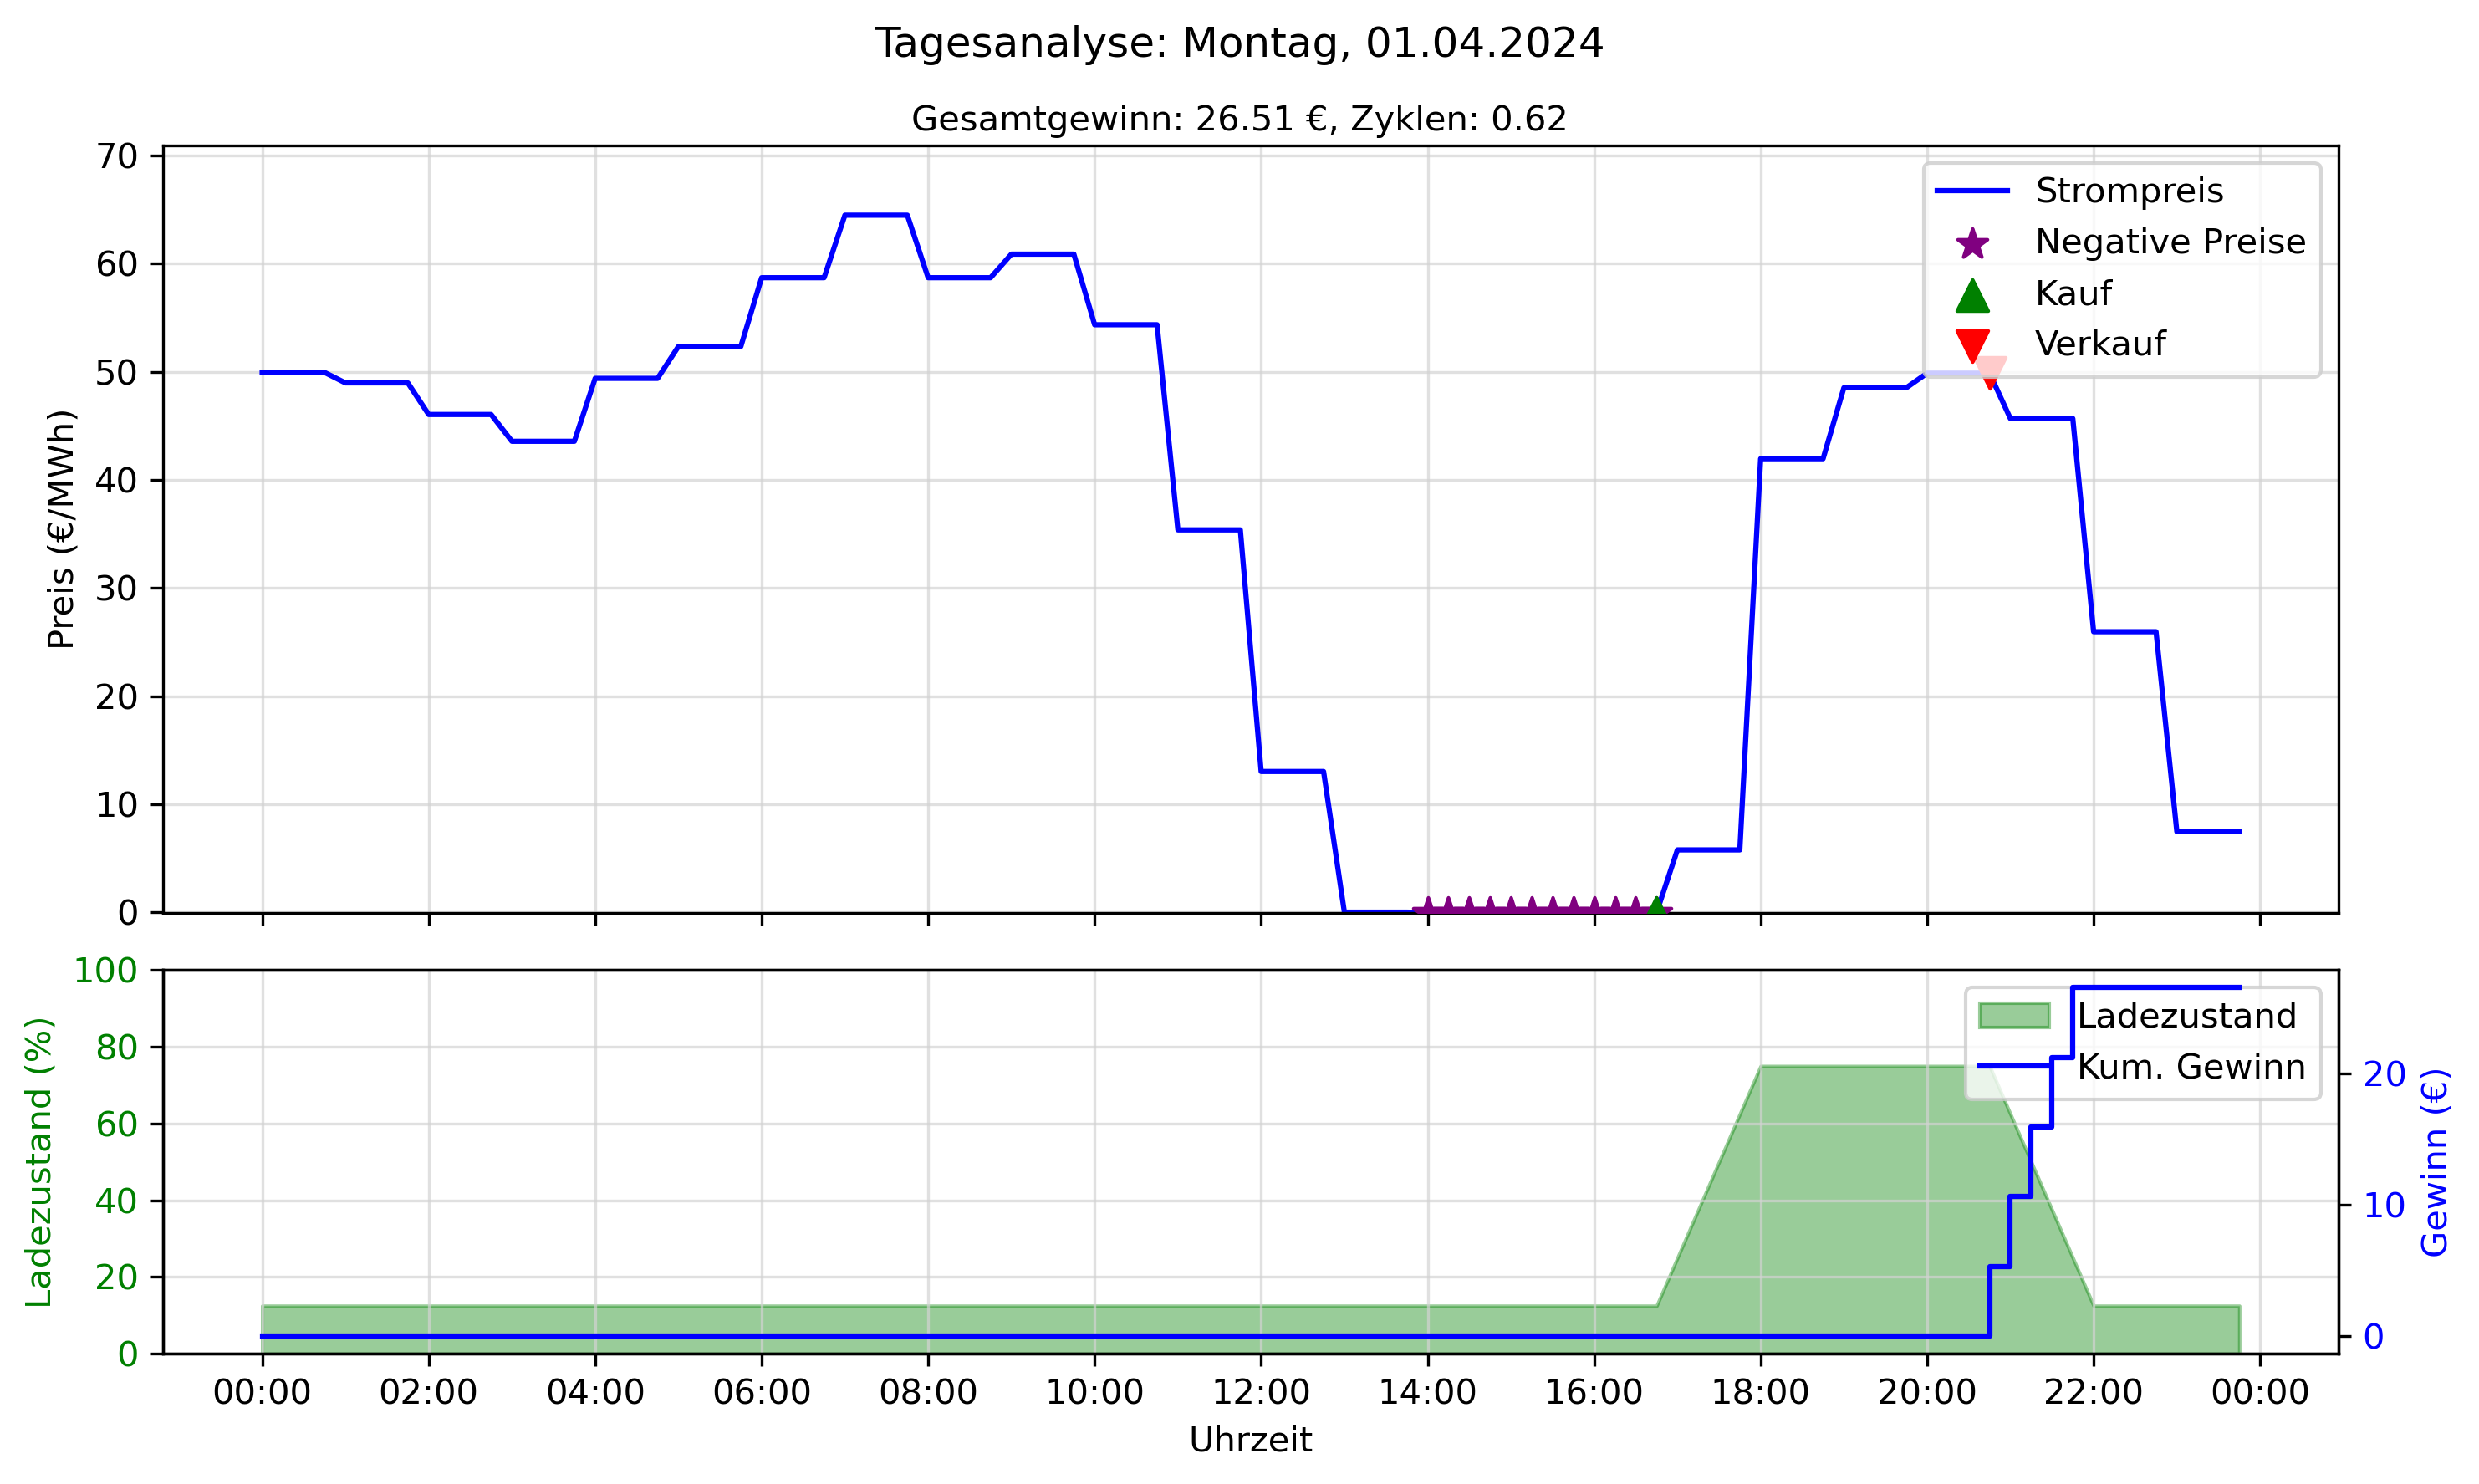 Tagesanalyse: Montag, 01.04.2024
Gesamtgewinn: 26.51 €, Zyklen: 0.62
Preis (€/MWh)
70
60
50
40
30
20
10
0
Strompreis
Negative Preise
Kauf
Verkauf
Ladezustand (%)
100
80
60
40
20
0
Ladezustand
Kum. Gewinn
20
10
0
Gewinn (€)
00:00 02:00 04:00 06:00 08:00 10:00 12:00 14:00 16:00 18:00 20:00 22:00 00:00
Uhrzeit